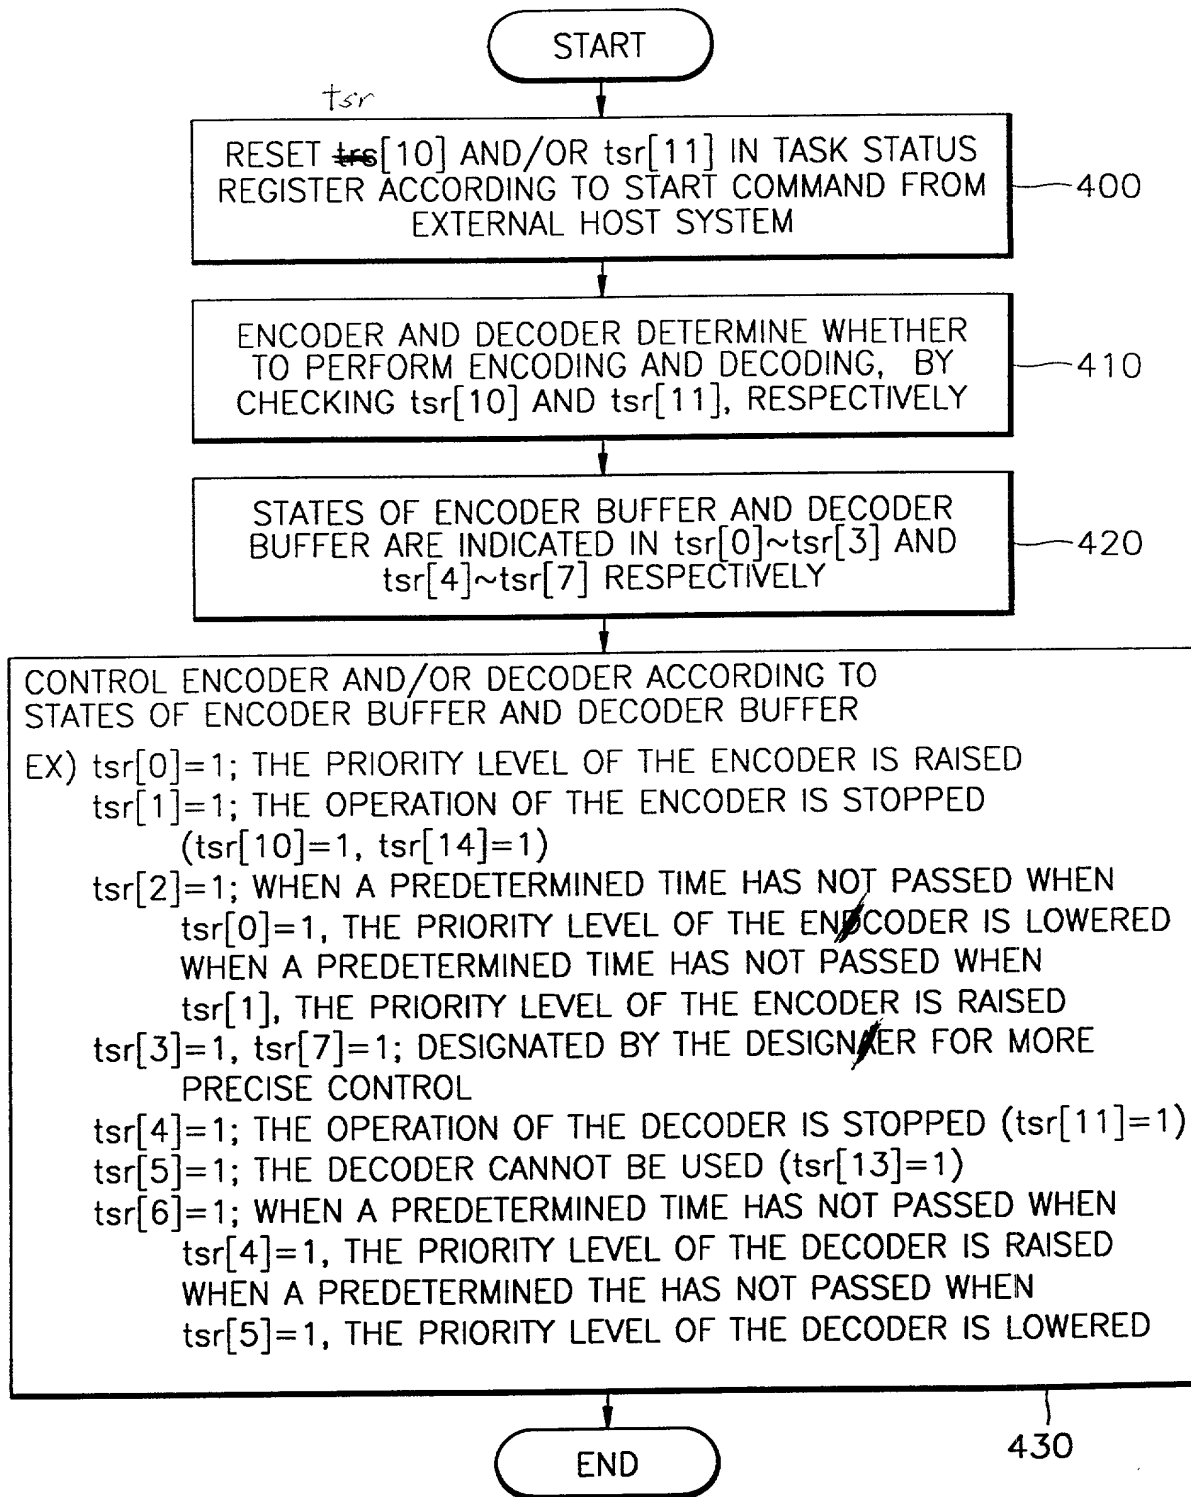 START
tsr
RESET trs[10] AND/OR tsr[11] IN TASK STATUS
REGISTER ACCORDING TO START COMMAND FROM
EXTERNAL HOST SYSTEM
400
ENCODER AND DECODER DETERMINE WHETHER
TO PERFORM ENCODING AND DECODING, BY
CHECKING tsr[10] AND tsr[11], RESPECTIVELY
410
STATES OF ENCODER BUFFER AND DECODER
BUFFER ARE INDICATED IN tsr[0]~tsr[3] AND
tsr[4]~tsr[7] RESPECTIVELY
420
CONTROL ENCODER AND/OR DECODER ACCORDING TO
STATES OF ENCODER BUFFER AND DECODER BUFFER
EX) tsr[0]=1; THE PRIORITY LEVEL OF THE ENCODER IS RAISED
tsr[1]=1; THE OPERATION OF THE ENCODER IS STOPPED
(tsr[10]=1, tsr[14]=1)
tsr[2]=1; WHEN A PREDETERMINED TIME HAS NOT PASSED WHEN
tsr[0]=1, THE PRIORITY LEVEL OF THE ENDCODER IS LOWERED
WHEN A PREDETERMINED TIME HAS NOT PASSED WHEN
tsr[1], THE PRIORITY LEVEL OF THE ENCODER IS RAISED
tsr[3]=1, tsr[7]=1; DESIGNATED BY THE DESIGNAER FOR MORE
PRECISE CONTROL
tsr[4]=1; THE OPERATION OF THE DECODER IS STOPPED (tsr[11]=1)
tsr[5]=1; THE DECODER CANNOT BE USED (tsr[13]=1)
tsr[6]=1; WHEN A PREDETERMINED TIME HAS NOT PASSED WHEN
tsr[4]=1, THE PRIORITY LEVEL OF THE DECODER IS RAISED
WHEN A PREDETERMINED THE HAS NOT PASSED WHEN
tsr[5]=1, THE PRIORITY LEVEL OF THE DECODER IS LOWERED
430
END